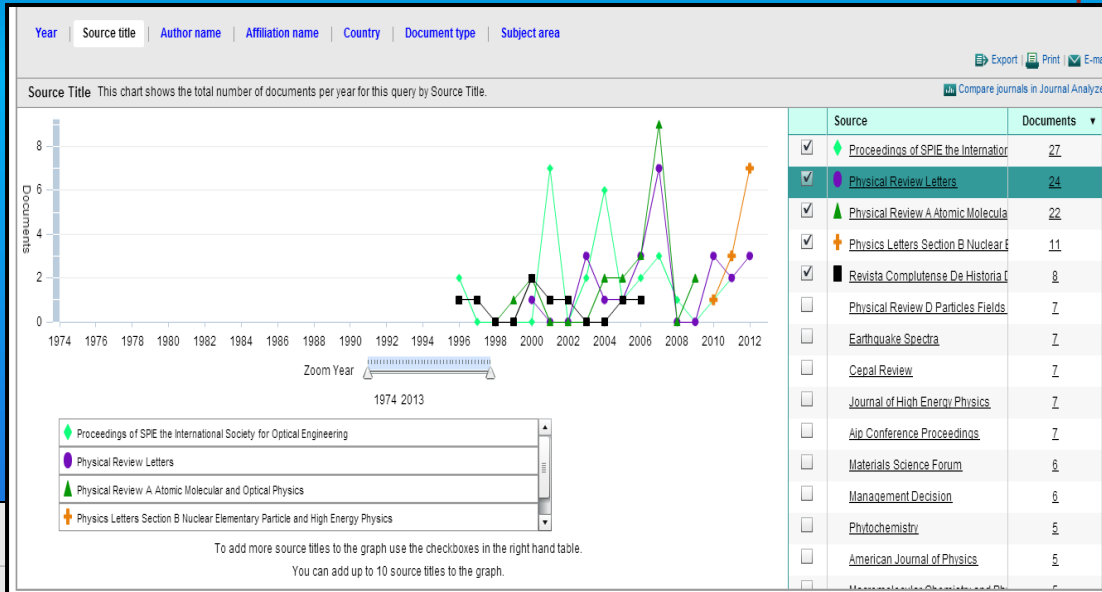 Year | Source title | Author name | Affiliation name | Country | Document type | Subject area
Export | Print | E-ma
Source Title This chart shows the total number of documents per year for this query by Source Title.
Compare journals in Journal Analyze
Documents
8
6
4
2
0
1974 1976 1978 1980 1982 1984 1986 1988 1990 1992 1994 1996 1998 2000 2002 2004 2006 2008 2010 2012
Zoom Year
1974 2013
Proceedings of SPIE the International Society for Optical Engineering
Physical Review Letters
Physical Review A Atomic Molecular and Optical Physics
Physics Letters Section B Nuclear Elementary Particle and High Energy Physics
To add more source titles to the graph use the checkboxes in the right hand table.
You can add up to 10 source titles to the graph.
Source Documents
Proceedings of SPIE the Internation 27
Physical Review Letters 24
Physical Review A Atomic Molecula 22
Physics Letters Section B Nuclear E 11
Revista Complutense De Historia D 8
Physical Review D Particles Fields 7
Earthquake Spectra 7
Cepal Review 7
Journal of High Energy Physics 7
Aip Conference Proceedings 7
Materials Science Forum 6
Management Decision 6
Phytochemistry 5
American Journal of Physics 5